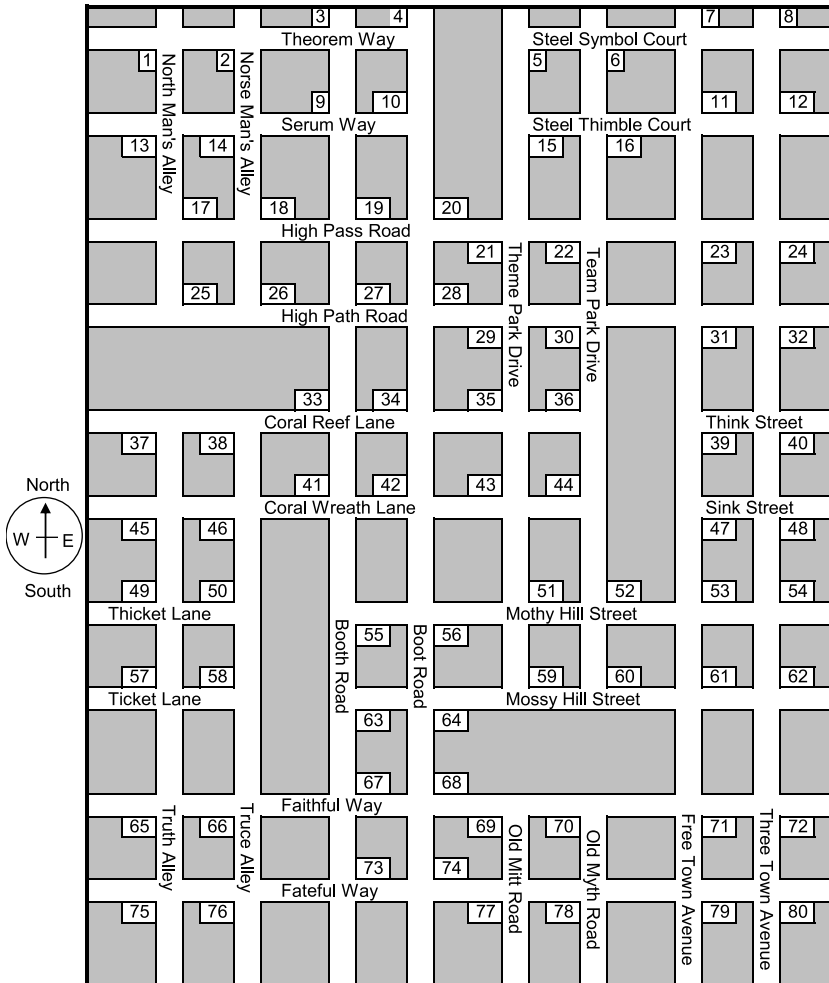 3 4 7 8
Theorem Way Steel Symbol Court
1 2 5 6
North Man's Alley
Norse Man's Alley
9 10 11 12
Serum Way Steel Thimble Court
13 14 15 16
17 18 19 20
High Pass Road
21 22 23 24
Theme Park Drive
Team Park Drive
25 26 27 28
High Path Road
29 30 31 32
33 34 35 36
Coral Reef Lane Think Street
37 38 39 40
41 42 43 44
North
W E
South
Coral Wreath Lane Sink Street
45 46 47 48
49 50 51 52 53 54
Thicket Lane Mothy Hill Street
Booth Road
Boot Road
55 56
57 58 59 60 61 62
Ticket Lane Mossy Hill Street
63 64
67 68
Faithful Way
Truth Alley
Truce Alley
Old Mitt Road
Old Myth Road
Free Town Avenue
Three Town Avenue
65 66 69 70 71 72
73 74
Fateful Way
75 76 77 78 79 80